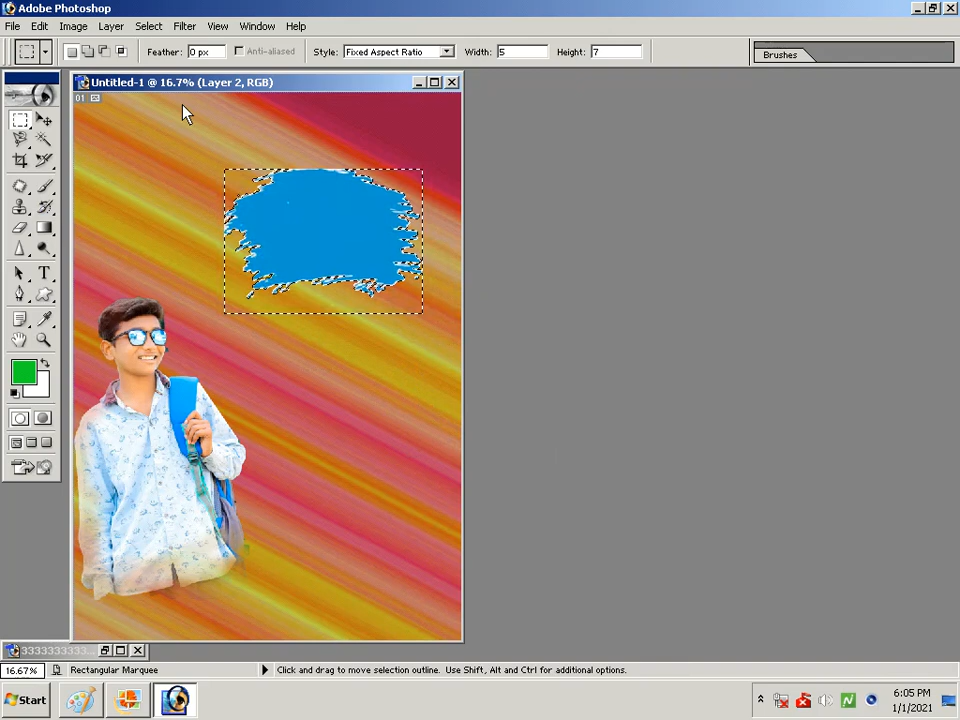 Adobe Photoshop
File Edit Image Layer Select Filter View Window Help
Feather: 0 px Anti-aliased Style: Fixed Aspect Ratio Width: 5 Height: 7 Brushes
Untitled-1 @ 16.7% (Layer 2, RGB)
01
T
3333333333...
16.67% Rectangular Marquee Click and drag to move selection outline. Use Shift, Alt and Ctrl for additional options.
Start
6:05 PM
1/1/2021